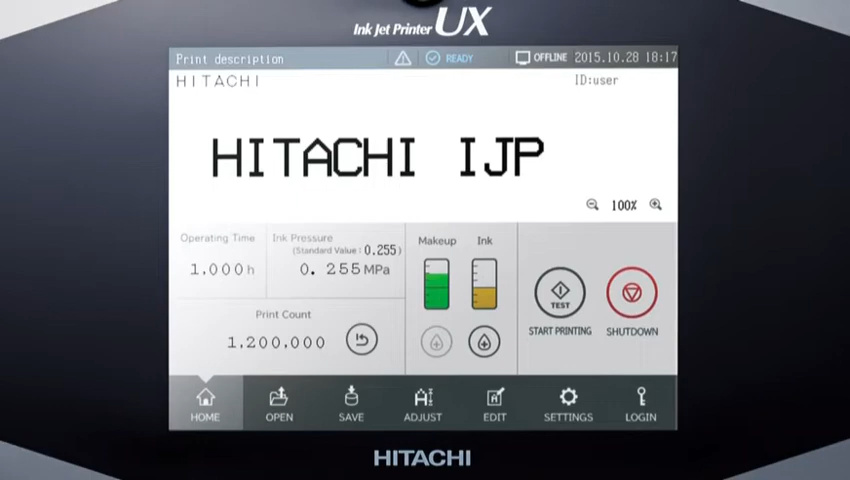 Ink Jet Printer UX
Print description READY OFFLINE 2015.10.28 18:17
HITACHI ID:user
HITACHI IJP
100%
Operating Time Ink Pressure
(Standard Value : 0.255)
1.000h 0. 255MPa
Makeup Ink
Print Count
1.200.000
TEST
START PRINTING SHUTDOWN
HOME OPEN SAVE ADJUST EDIT SETTINGS LOGIN
HITACHI